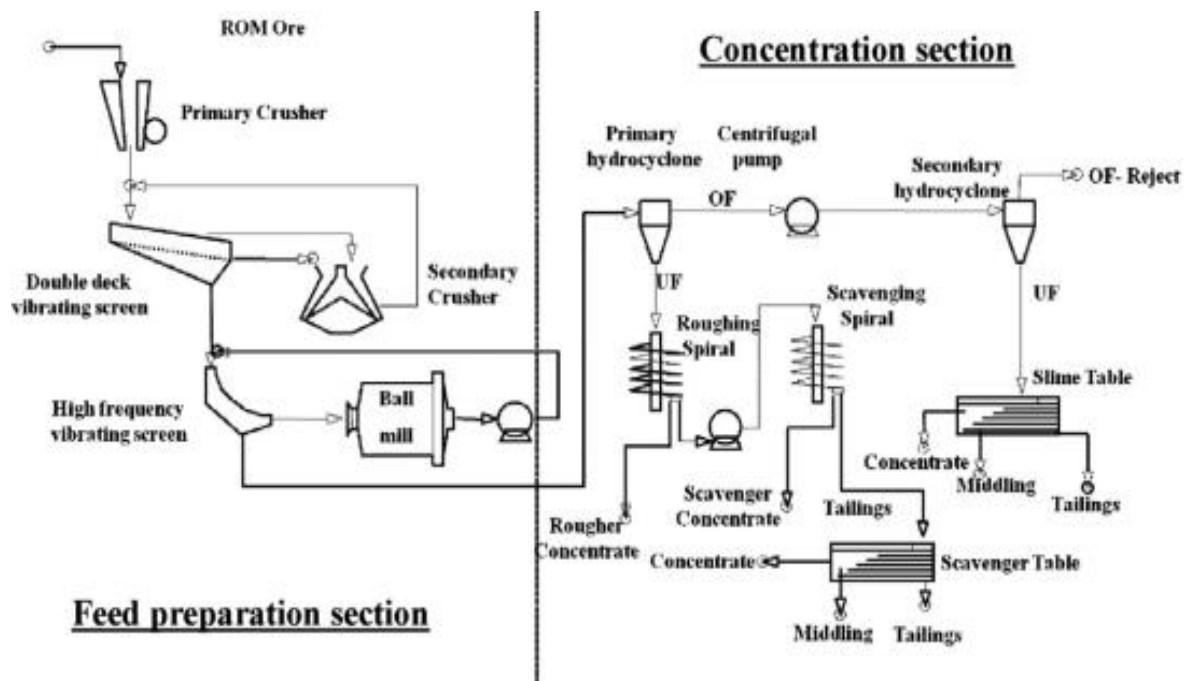 ROM Ore
Concentration section
Primary Crusher
Primary
hydrocyclone
Centrifugal
pump
Secondary
hydrocyclone
OF- Reject
OF
Double deck
vibrating screen
Secondary
Crusher
UF
UF
Scavenging
Spiral
Roughing
Spiral
Slime Table
High frequency
vibrating screen
Ball
mill
Concentrate
Middling
Tailings
Scavenger
Concentrate
Tailings
Rougher
Concentrate
Concentrate
Scavenger Table
Middling
Tailings
Feed preparation section